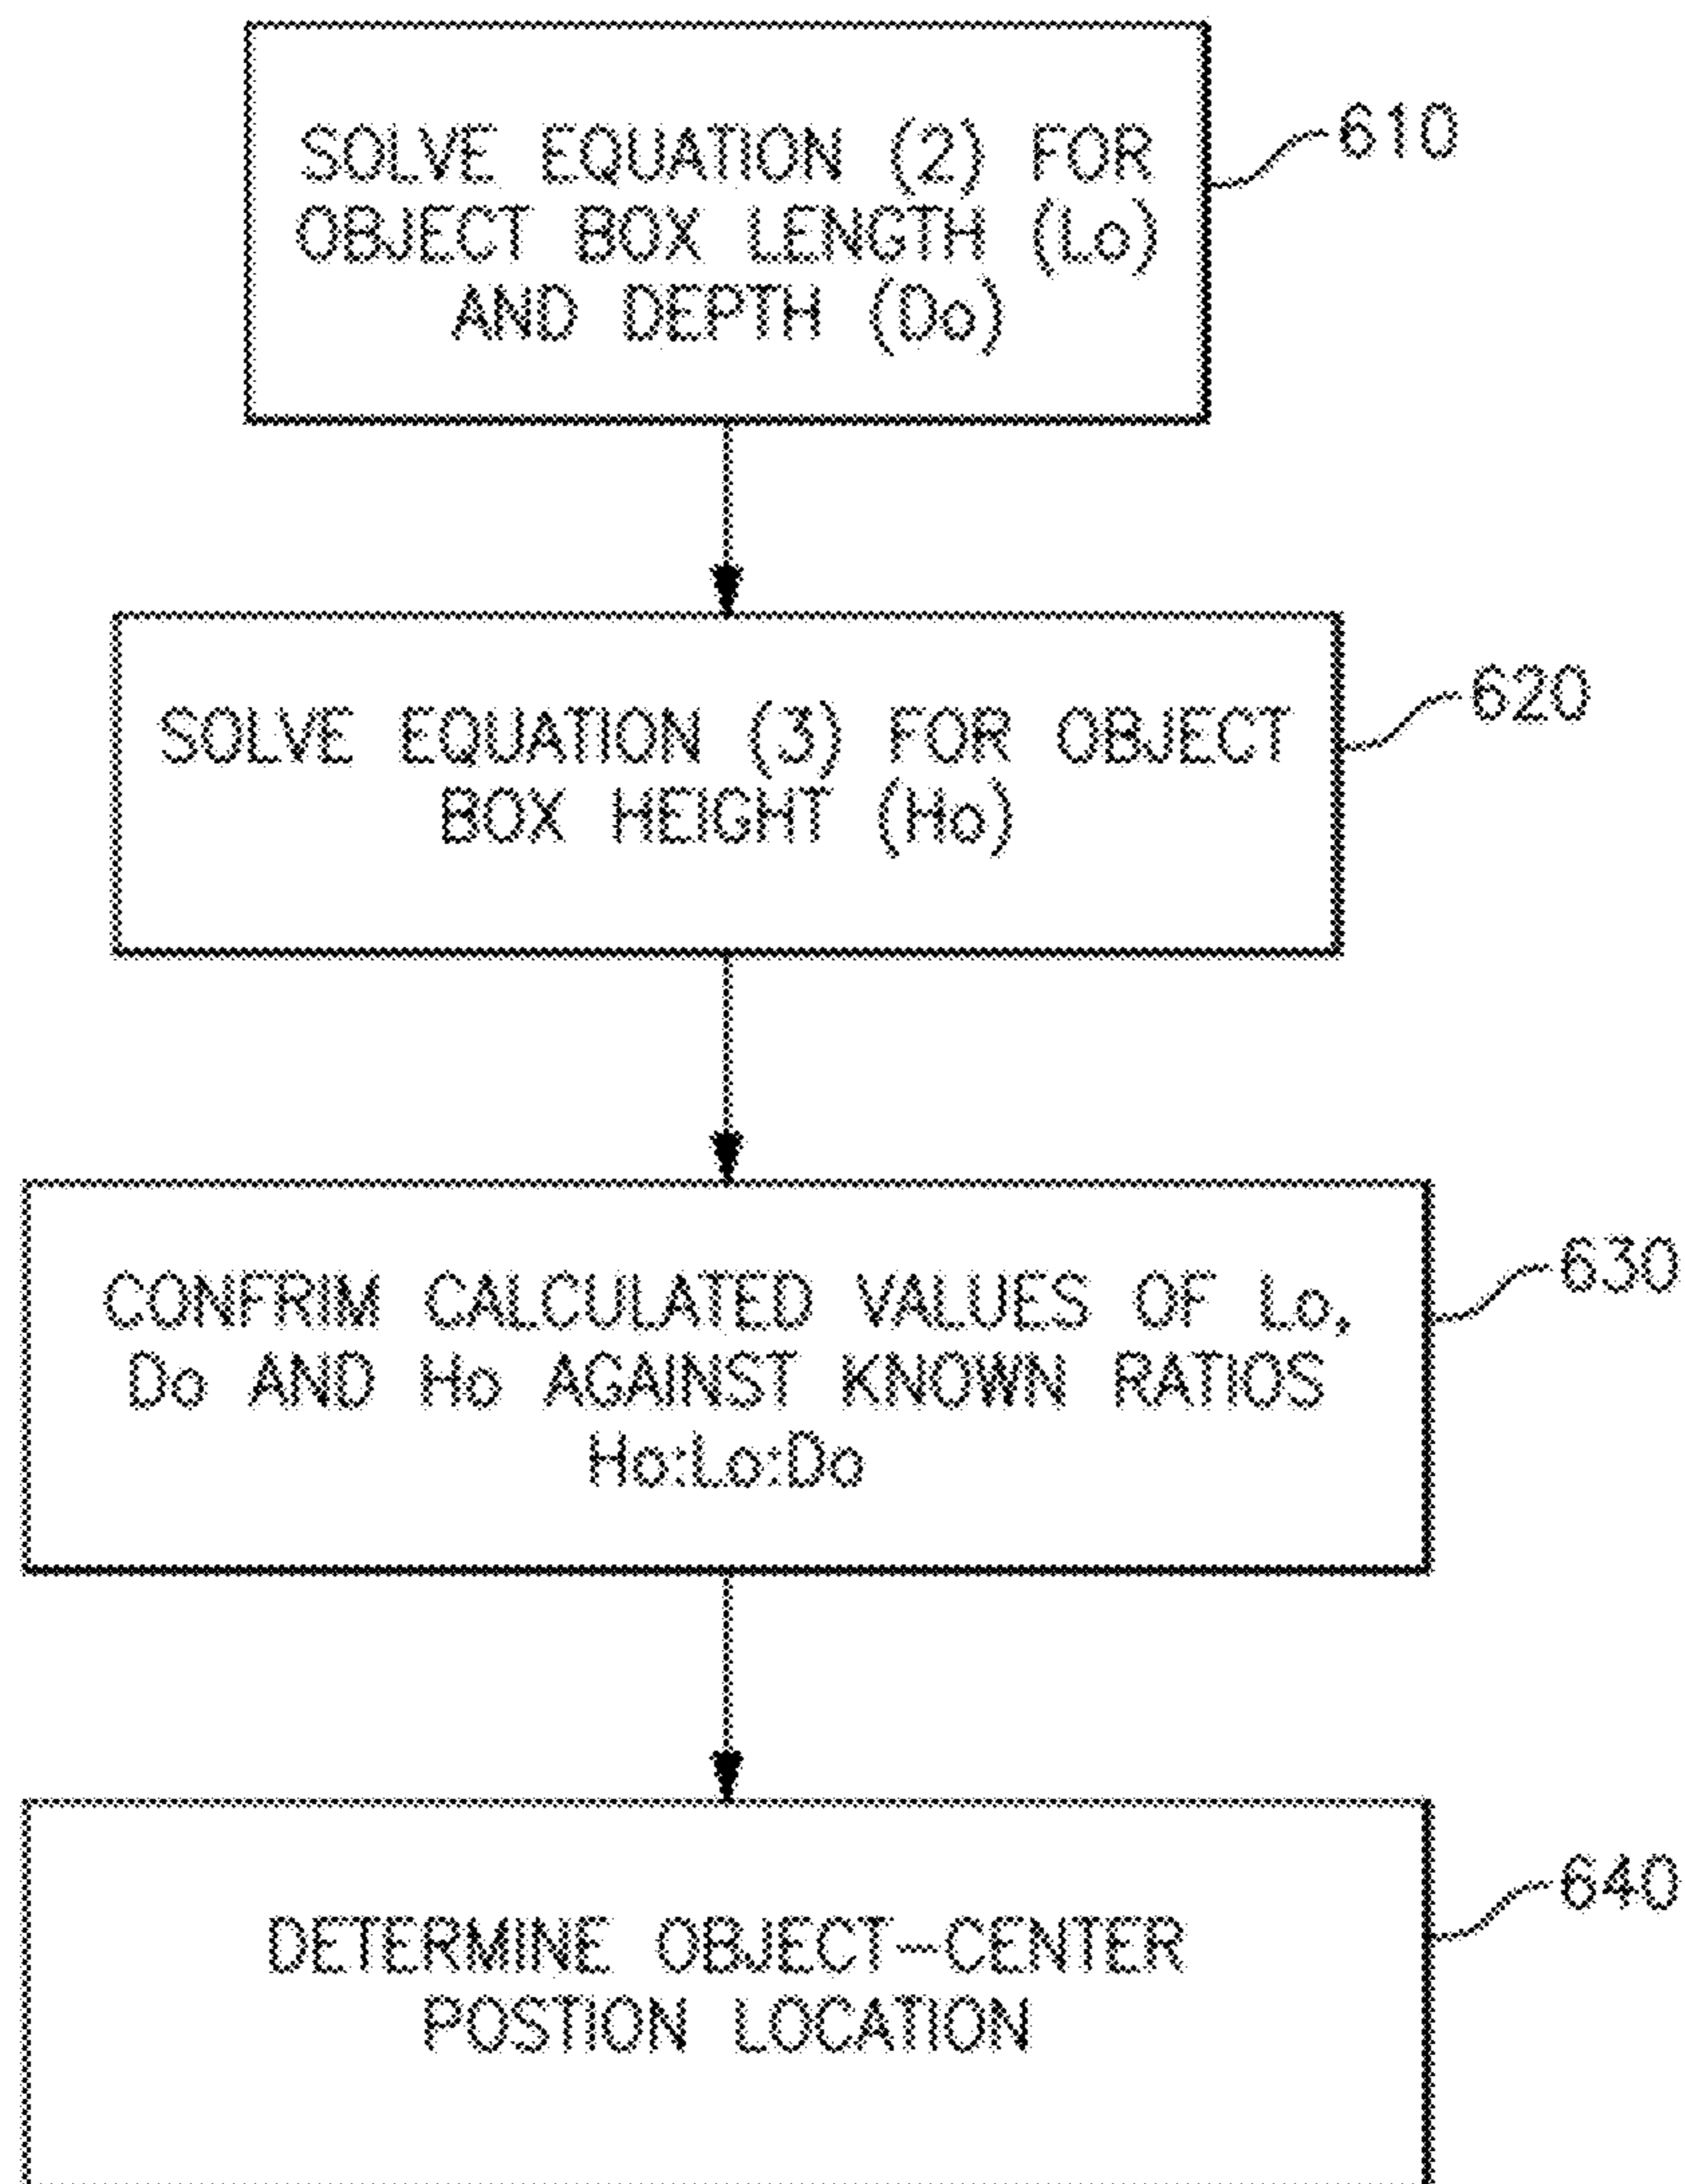 SOLVE EQUATION (2) FOR
OBJECT BOX LENGTH (Lo)
AND DEPTH (Do)
610
SOLVE EQUATION (3) FOR OBJECT
BOX HEIGHT (Ho)
620
CONFRIM CALCULATED VALUES OF Lo,
Do AND Ho AGAINST KNOWN RATIOS
Ho:Lo:Do
630
DETERMINE OBJECT-CENTER
POSTION LOCATION
640